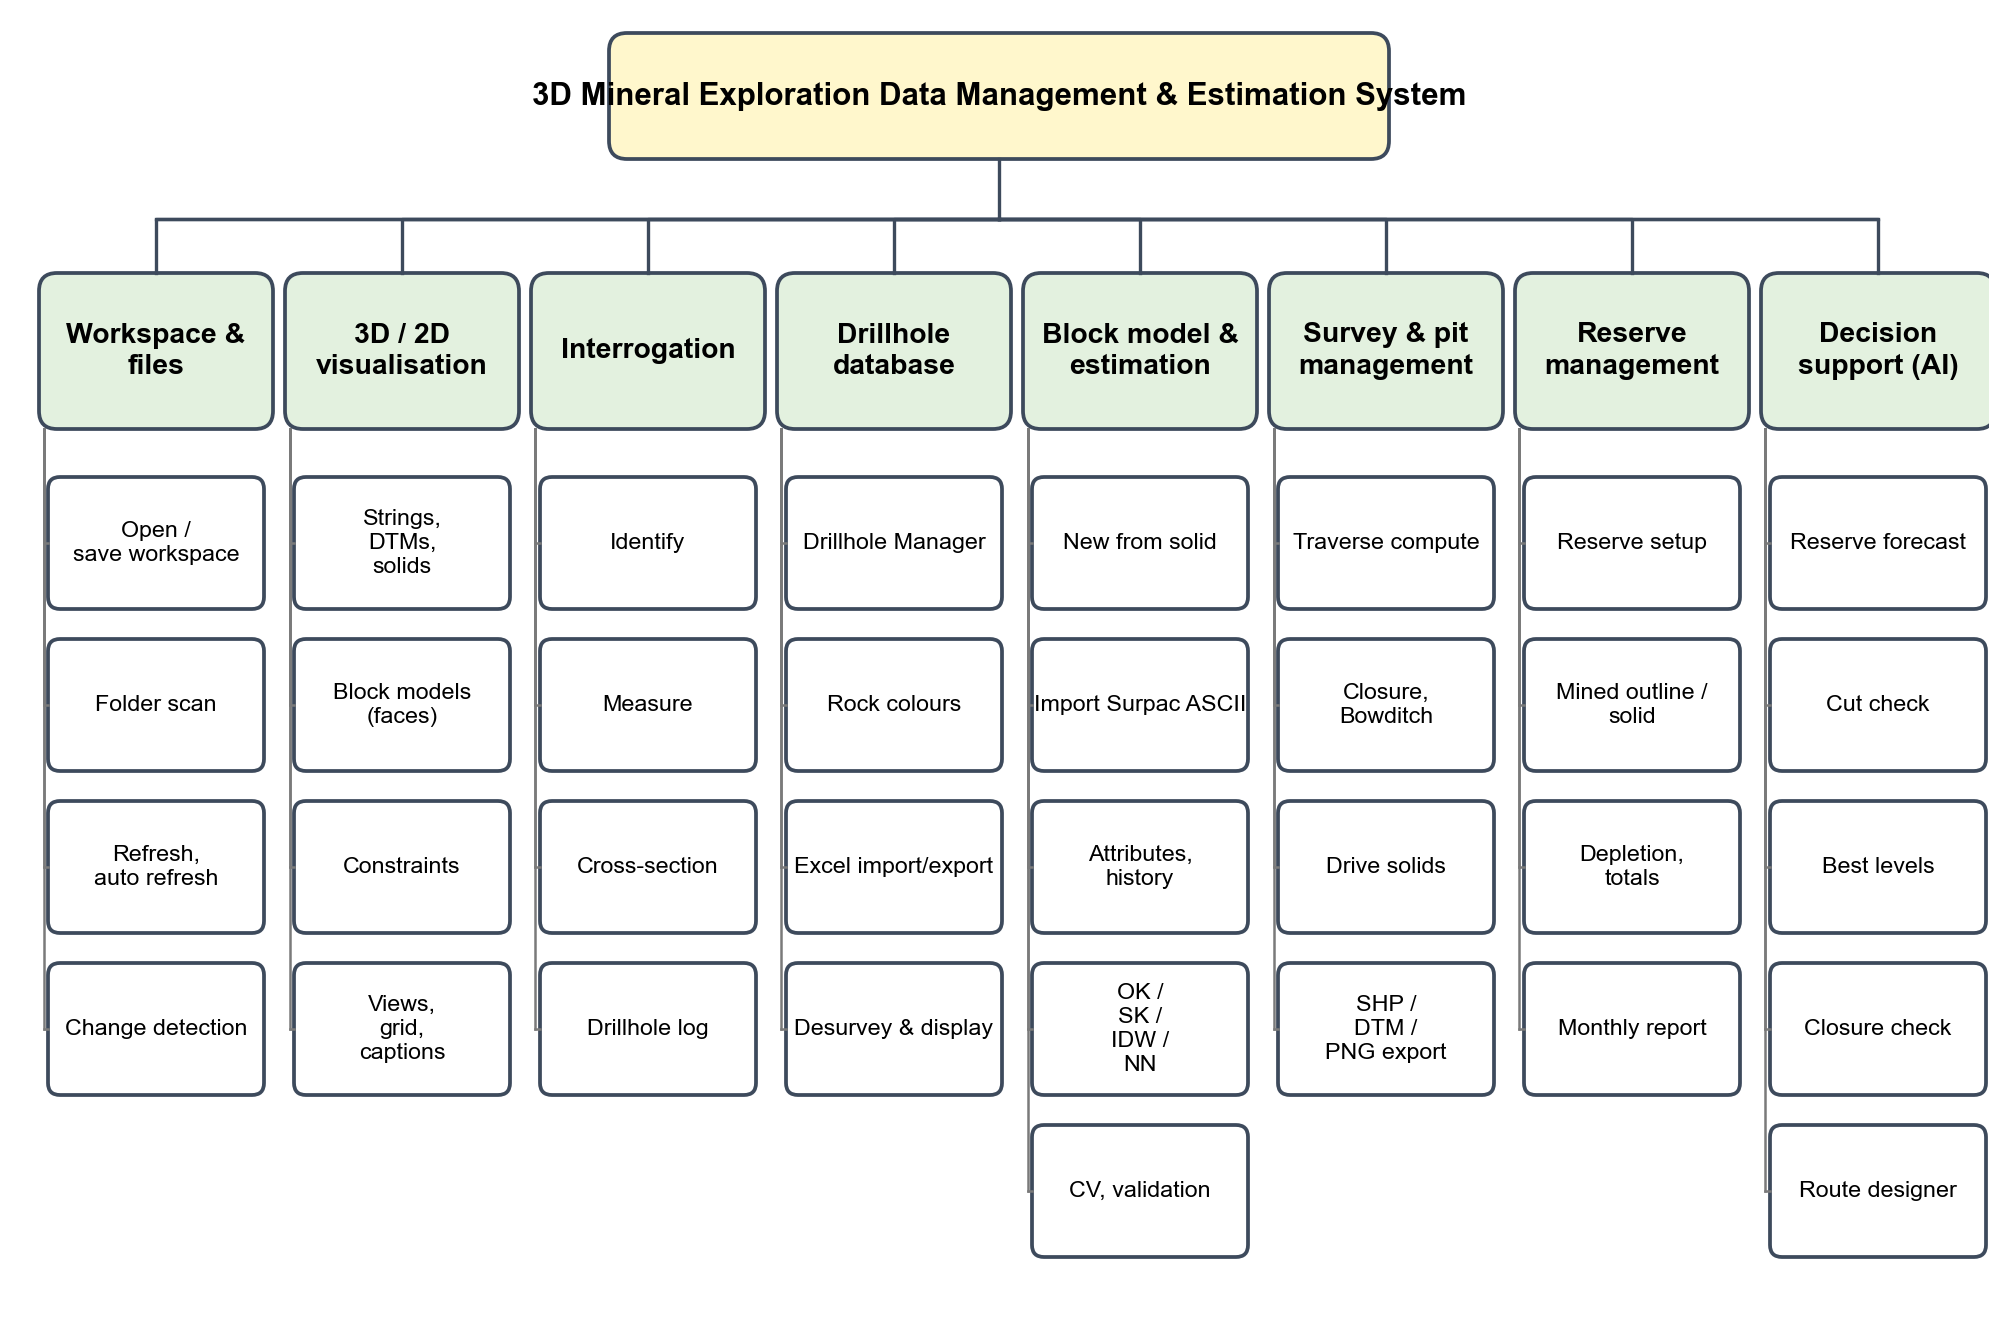 3D Mineral Exploration Data Management & Estimation System
Workspace &
files
3D / 2D
visualisation
Interrogation
Drillhole
database
Block model &
estimation
Survey & pit
management
Reserve
management
Decision
support (AI)
Open /
save workspace
Folder scan
Refresh,
auto refresh
Change detection
Strings,
DTMs,
solids
Block models
(faces)
Constraints
Views,
grid,
captions
Identify
Measure
Cross-section
Drillhole log
Drillhole Manager
Rock colours
Excel import/export
Desurvey & display
New from solid
Import Surpac ASCII
Attributes,
history
OK /
SK /
IDW /
NN
CV, validation
Traverse compute
Closure,
Bowditch
Drive solids
SHP /
DTM /
PNG export
Reserve setup
Mined outline /
solid
Depletion,
totals
Monthly report
Reserve forecast
Cut check
Best levels
Closure check
Route designer